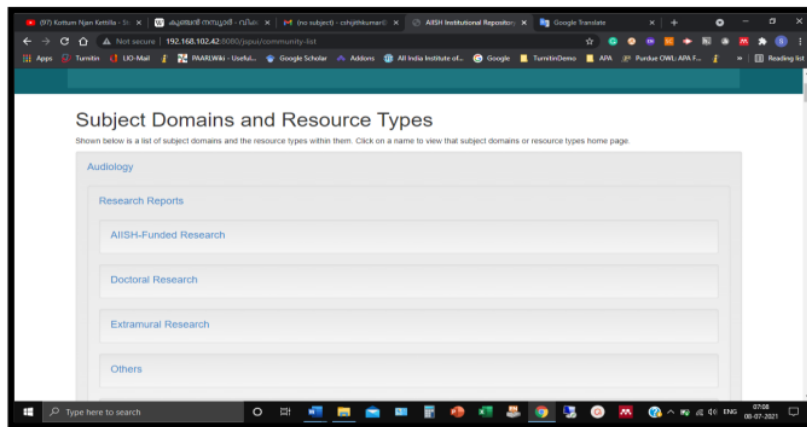 (97) Kottum Njan Kettilla - St
കുഞ്ചൻ നമ്പ്യാർ - വിക്ക
(no subject) - cshijithkumar@
AIISH Institutional Repository
Google Translate
Not secure | 192.168.102.42:8080/jspui/community-list
Apps Turnitin LIO-Mail PAARLWiki - Useful... Google Scholar Addons All India Institute of... Google TurnitinDemo APA Purdue OWL: APA F... » Reading list
Subject Domains and Resource Types
Shown below is a list of subject domains and the resource types within them. Click on a name to view that subject domains or resource types home page.
Audiology
Research Reports
AIISH-Funded Research
Doctoral Research
Extramural Research
Others
Type here to search
ENG
07:08
08-07-2021